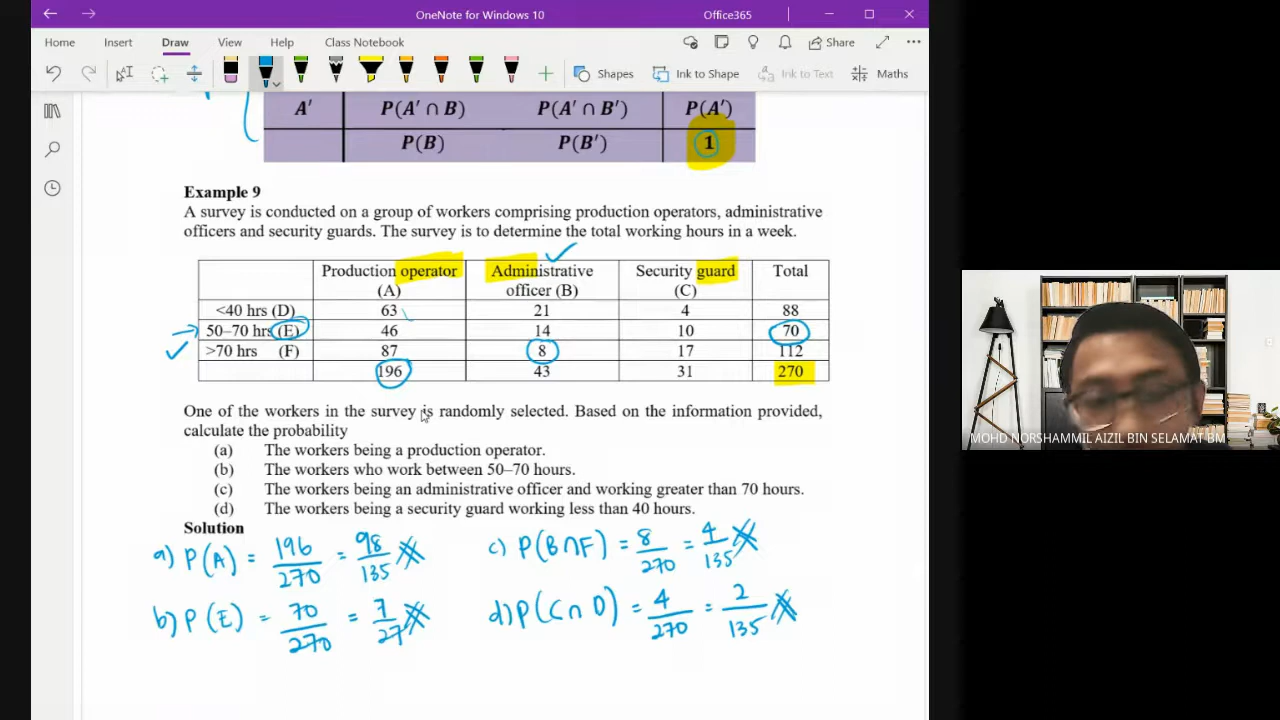 OneNote for Windows 10
Office365
Home Insert Draw View Help Class Notebook
Share
Shapes Ink to Shape Ink to Text Maths
A′ P(A′ ∩ B) P(A′ ∩ B′) P(A′)
P(B) P(B′) 1
Example 9
A survey is conducted on a group of workers comprising production operators, administrative
officers and security guards. The survey is to determine the total working hours in a week.
Production operator (A) Administrative officer (B) Security guard (C) Total
<40 hrs (D) 63 21 4 88
50–70 hrs (E) 46 14 10 70
>70 hrs (F) 87 8 17 112
196 43 31 270
One of the workers in the survey is randomly selected. Based on the information provided,
calculate the probability
(a) The workers being a production operator.
(b) The workers who work between 50–70 hours.
(c) The workers being an administrative officer and working greater than 70 hours.
(d) The workers being a security guard working less than 40 hours.
Solution
a) P(A) = 196/270 = 98/135
b) P(E) = 70/270 = 7/27
c) P(B∩F) = 8/270 = 4/135
d) P(C∩D) = 4/270 = 2/135
MOHD NORSHAMMIL AIZIL BIN SELAMAT BM